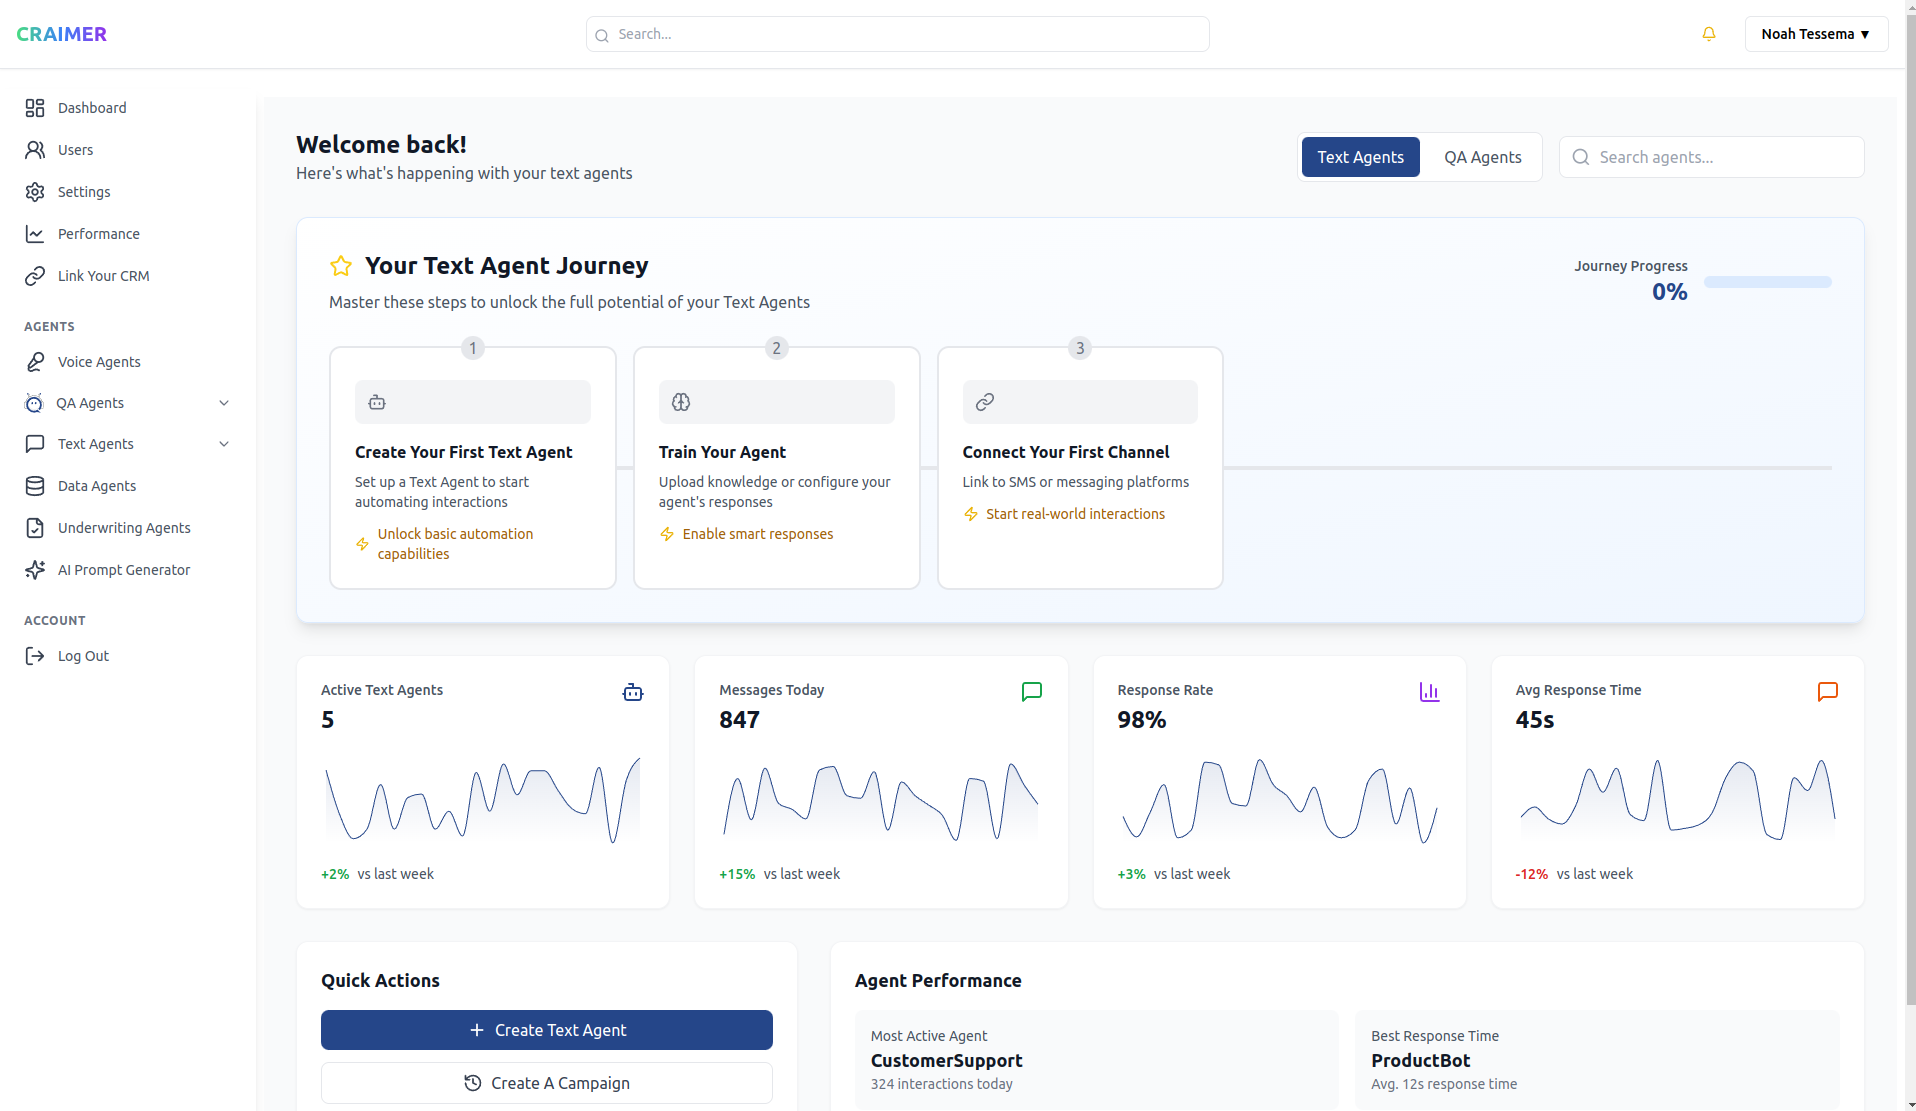 CRAIMER
Search...
Noah Tessema ▼
Dashboard
Users
Settings
Performance
Link Your CRM
AGENTS
Voice Agents
QA Agents
Text Agents
Data Agents
Underwriting Agents
AI Prompt Generator
ACCOUNT
Log Out
Welcome back!
Here's what's happening with your text agents
Text Agents
QA Agents
Search agents...
Your Text Agent Journey
Master these steps to unlock the full potential of your Text Agents
Journey Progress
0%
1
Create Your First Text Agent
Set up a Text Agent to start
automating interactions
Unlock basic automation
capabilities
2
Train Your Agent
Upload knowledge or configure your
agent's responses
Enable smart responses
3
Connect Your First Channel
Link to SMS or messaging platforms
Start real-world interactions
Active Text Agents
5
+2% vs last week
Messages Today
847
+15% vs last week
Response Rate
98%
+3% vs last week
Avg Response Time
45s
-12% vs last week
Quick Actions
Create Text Agent
Create A Campaign
Agent Performance
Most Active Agent
CustomerSupport
324 interactions today
Best Response Time
ProductBot
Avg. 12s response time